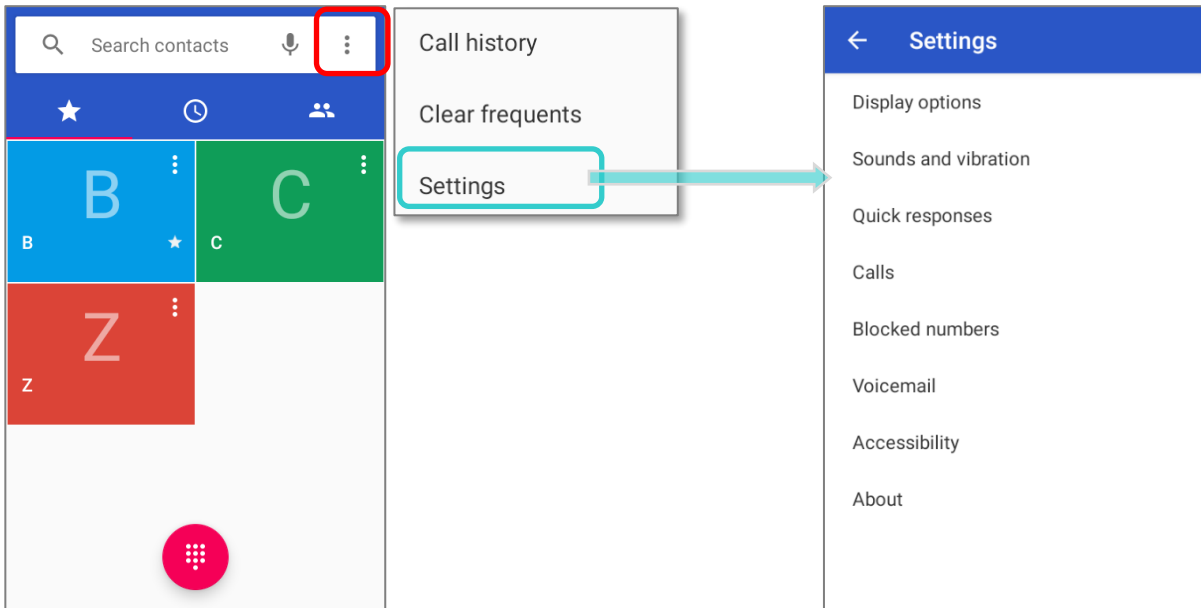 Search contacts
B
B
C
C
Z
Z
Call history
Clear frequents
Settings
Settings
Display options
Sounds and vibration
Quick responses
Calls
Blocked numbers
Voicemail
Accessibility
About